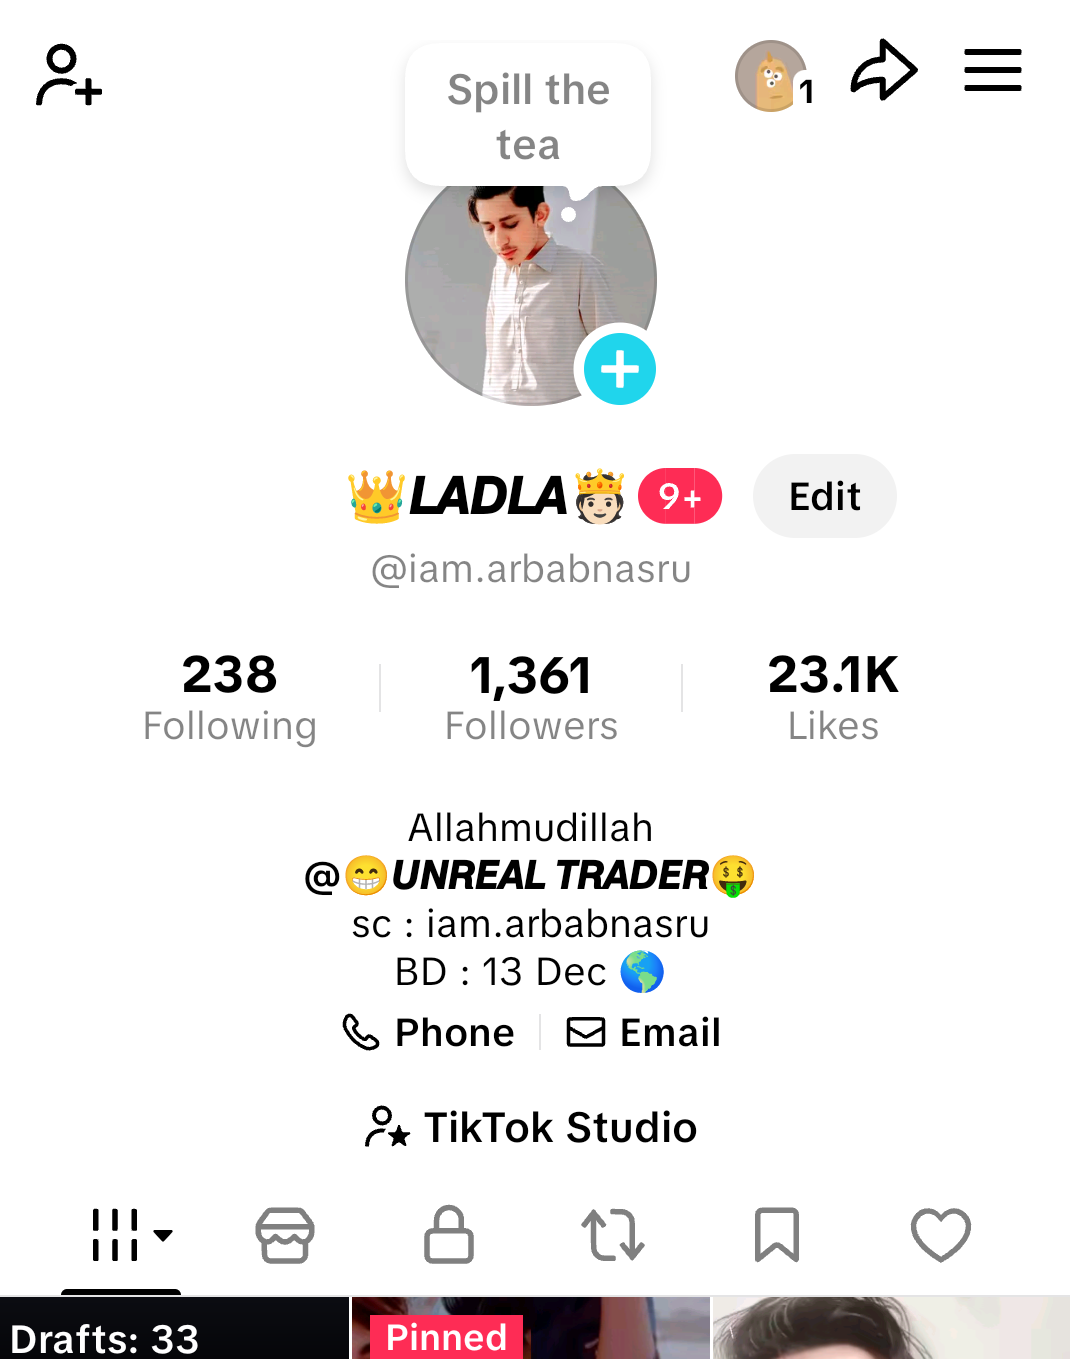 Spill the
tea
1
👑LADLA🤴🏻 9+ Edit
@iam.arbabnasru
238 1,361 23.1K
Following Followers Likes
Allahmudillah
@😁UNREAL TRADER🤑
sc : iam.arbabnasru
BD : 13 Dec 🌎
Phone Email
TikTok Studio
Drafts: 33 Pinned